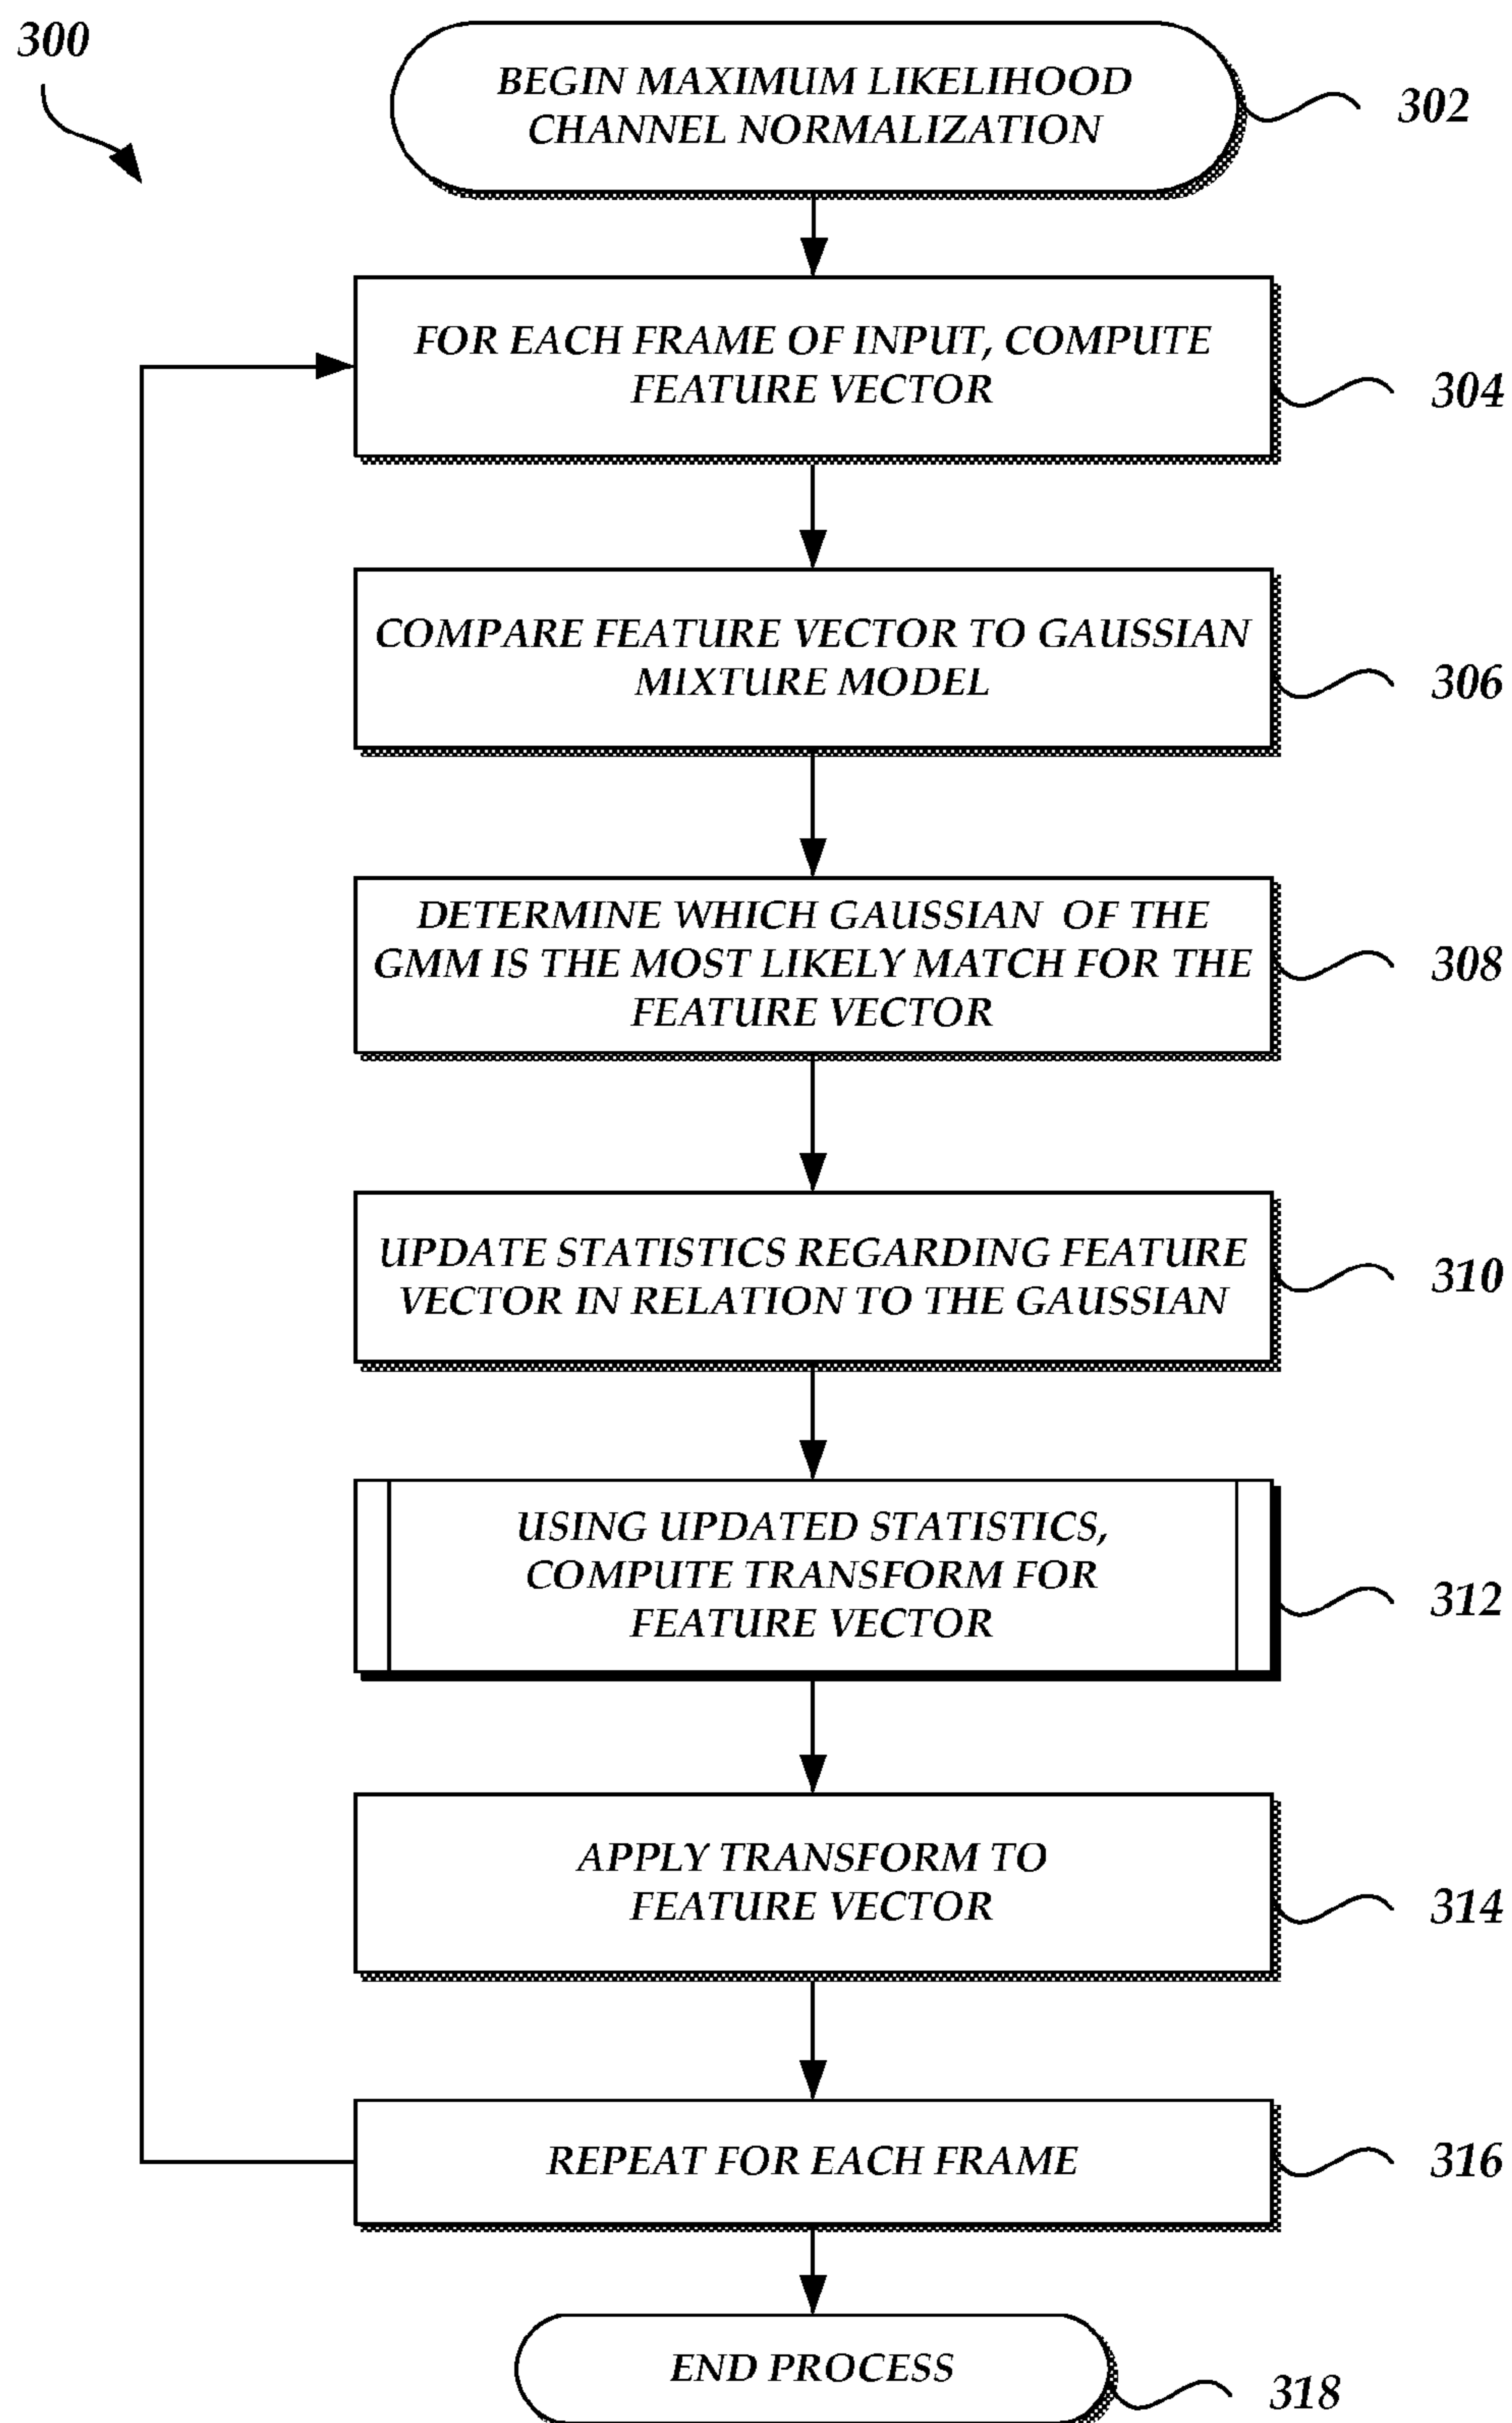 300
BEGIN MAXIMUM LIKELIHOOD
CHANNEL NORMALIZATION
302
FOR EACH FRAME OF INPUT, COMPUTE
FEATURE VECTOR
304
COMPARE FEATURE VECTOR TO GAUSSIAN
MIXTURE MODEL
306
DETERMINE WHICH GAUSSIAN OF THE
GMM IS THE MOST LIKELY MATCH FOR THE
FEATURE VECTOR
308
UPDATE STATISTICS REGARDING FEATURE
VECTOR IN RELATION TO THE GAUSSIAN
310
USING UPDATED STATISTICS,
COMPUTE TRANSFORM FOR
FEATURE VECTOR
312
APPLY TRANSFORM TO
FEATURE VECTOR
314
REPEAT FOR EACH FRAME
316
END PROCESS
318